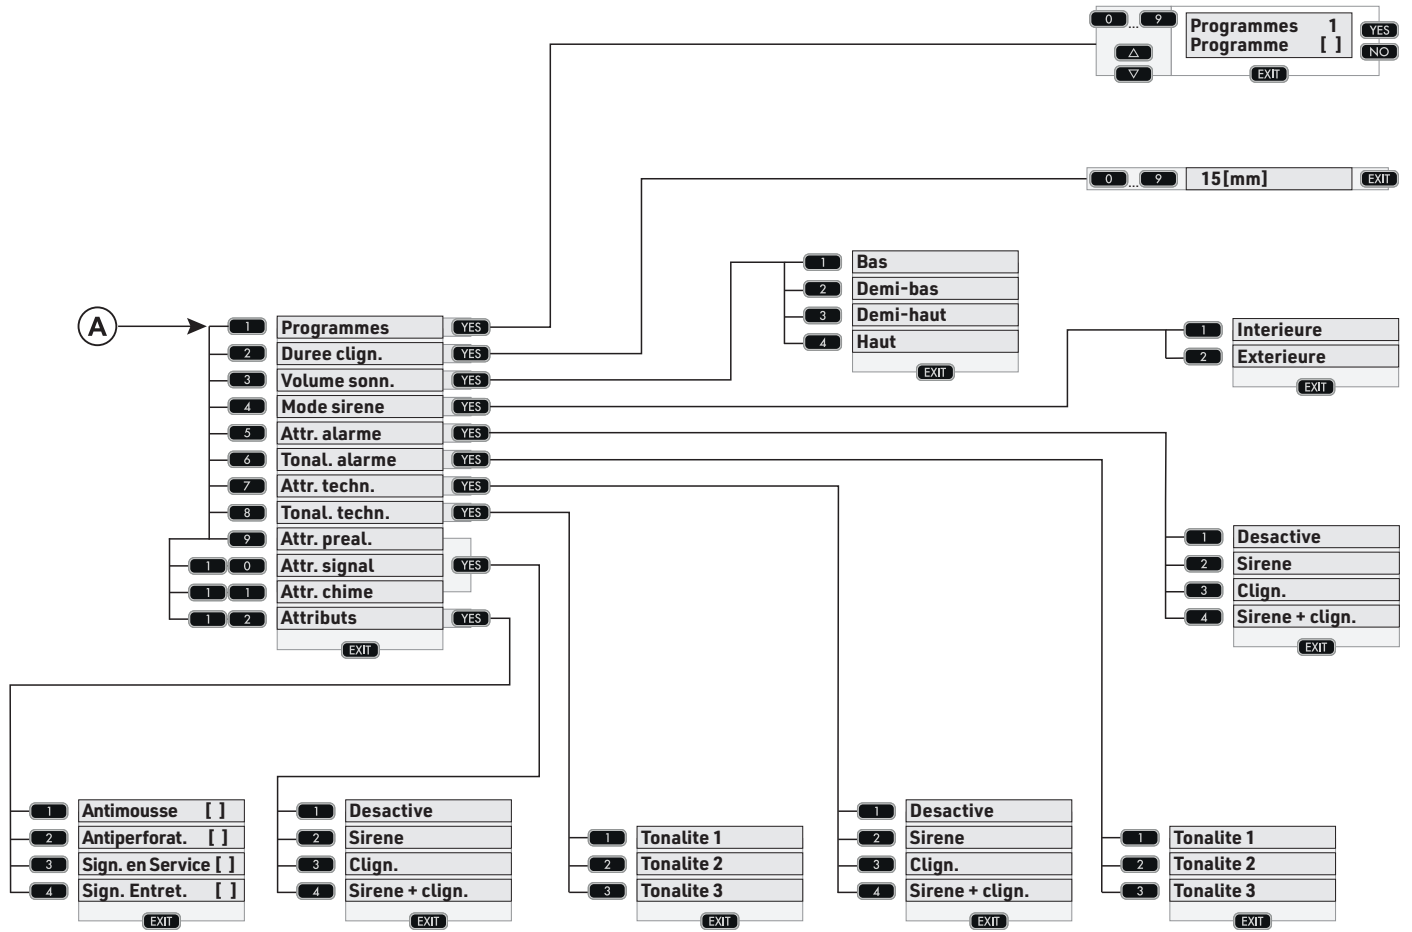 0 ... 9 Programmes 1 YES
Programme [ ] NO
EXIT
0 ... 9 15[mm] EXIT
1 Bas
2 Demi-bas
3 Demi-haut
4 Haut
EXIT
1 Interieure
2 Exterieure
EXIT
A
1 Programmes YES
2 Duree clign. YES
3 Volume sonn. YES
4 Mode sirene YES
5 Attr. alarme YES
6 Tonal. alarme YES
7 Attr. techn. YES
8 Tonal. techn. YES
9 Attr. preal.
1 0 Attr. signal YES
1 1 Attr. chime
1 2 Attributs YES
EXIT
1 Desactive
2 Sirene
3 Clign.
4 Sirene + clign.
EXIT
1 Antimousse [ ]
2 Antiperforat. [ ]
3 Sign. en Service [ ]
4 Sign. Entret. [ ]
EXIT
1 Desactive
2 Sirene
3 Clign.
4 Sirene + clign.
EXIT
1 Tonalite 1
2 Tonalite 2
3 Tonalite 3
EXIT
1 Desactive
2 Sirene
3 Clign.
4 Sirene + clign.
EXIT
1 Tonalite 1
2 Tonalite 2
3 Tonalite 3
EXIT